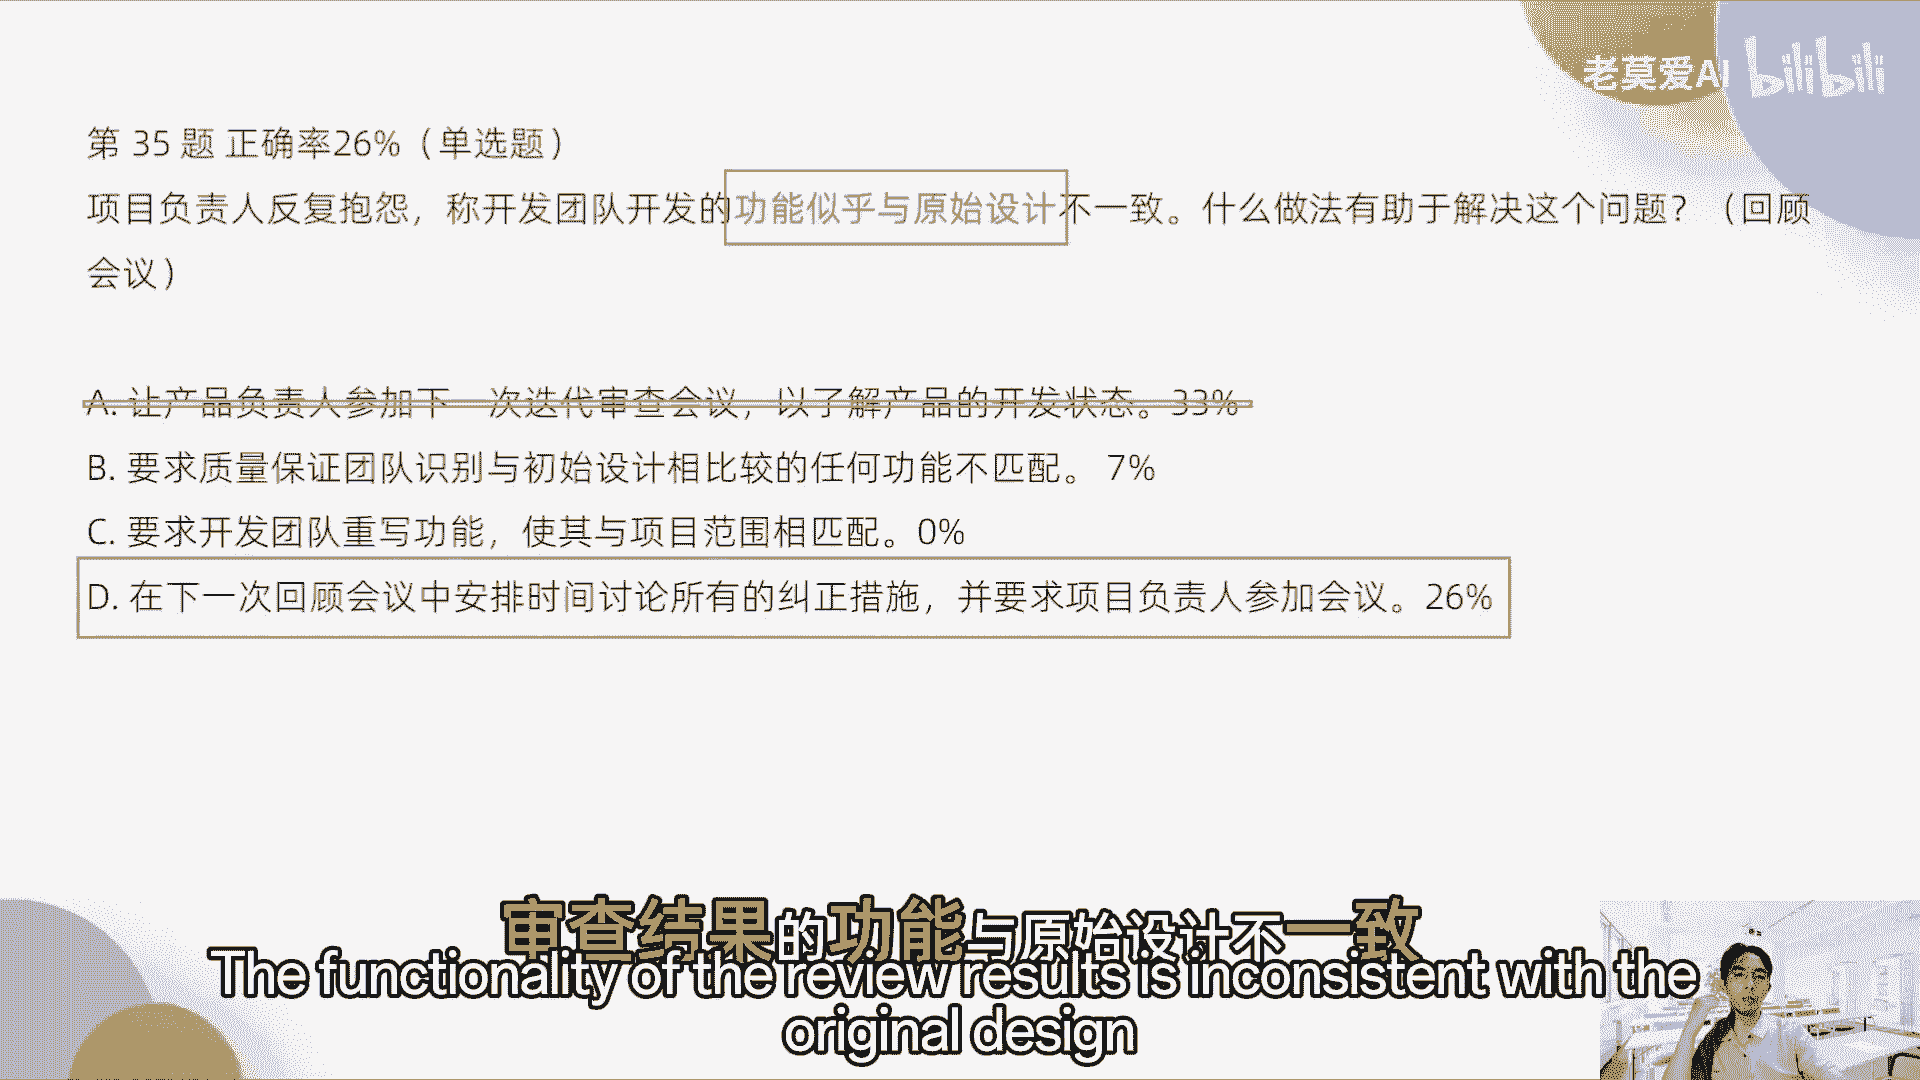 老莫爱AI bilibili
第 35 题 正确率26%（单选题）
项目负责人反复抱怨，称开发团队开发的功能似乎与原始设计不一致。什么做法有助于解决这个问题？（回顾
会议）
A. 让产品负责人参加下一次迭代审查会议，以了解产品的开发状态。33%
B. 要求质量保证团队识别与初始设计相比较的任何功能不匹配。 7%
C. 要求开发团队重写功能，使其与项目范围相匹配。0%
D. 在下一次回顾会议中安排时间讨论所有的纠正措施，并要求项目负责人参加会议。26%
审查结果的功能与原始设计不一致
The functionality of the review results is inconsistent with the
original design